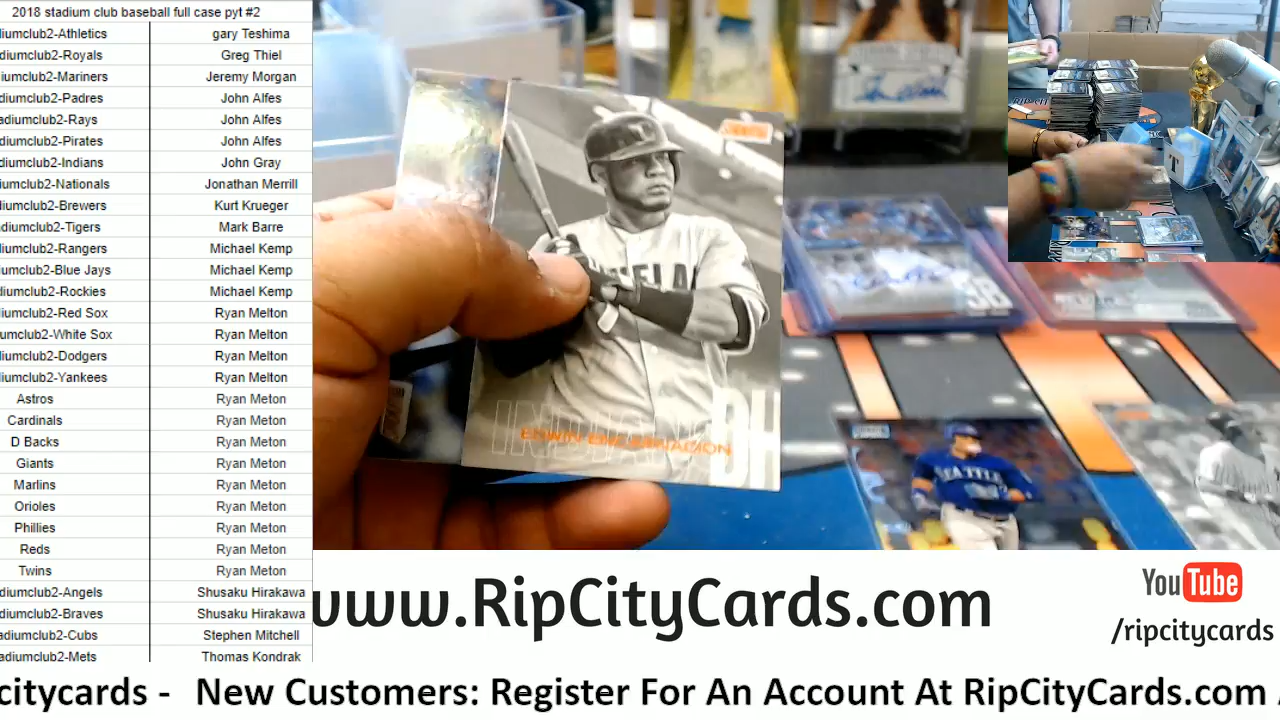 2018 stadium club baseball full case pyt #2
diumclub2-Athletics gary Teshima
diumclub2-Royals Greg Thiel
diumclub2-Mariners Jeremy Morgan
diumclub2-Padres John Alfes
adiumclub2-Rays John Alfes
diumclub2-Pirates John Alfes
diumclub2-Indians John Gray
iumclub2-Nationals Jonathan Merrill
iumclub2-Brewers Kurt Krueger
adiumclub2-Tigers Mark Barre
iumclub2-Rangers Michael Kemp
iumclub2-Blue Jays Michael Kemp
iumclub2-Rockies Michael Kemp
iumclub2-Red Sox Ryan Melton
umclub2-White Sox Ryan Melton
iumclub2-Dodgers Ryan Melton
iumclub2-Yankees Ryan Melton
Astros Ryan Meton
Cardinals Ryan Meton
D Backs Ryan Meton
Giants Ryan Meton
Marlins Ryan Meton
Orioles Ryan Meton
Phillies Ryan Meton
Reds Ryan Meton
Twins Ryan Meton
diumclub2-Angels Shusaku Hirakawa
diumclub2-Braves Shusaku Hirakawa
adiumclub2-Cubs Stephen Mitchell
adiumclub2-Mets Thomas Kondrak
INDIANS DH
EDWIN ENCARNACION
SEATTLE
www.RipCityCards.com
YouTube
/ripcitycards
citycards - New Customers: Register For An Account At RipCityCards.com